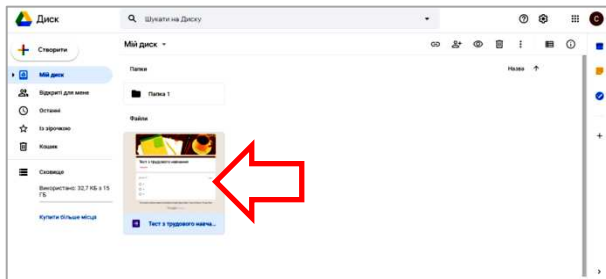 Диск
Шукати на Диску
Створити
Мій диск
Мій диск
Папки
Назва
Відкриті для мене
Папка 1
Останні
Файли
Із зірочкою
Кошик
Тест з трудового навчання
Сховище
Використано: 32,7 КБ з 15 ГБ
Купити більше місця
Тест з трудового навча...
C